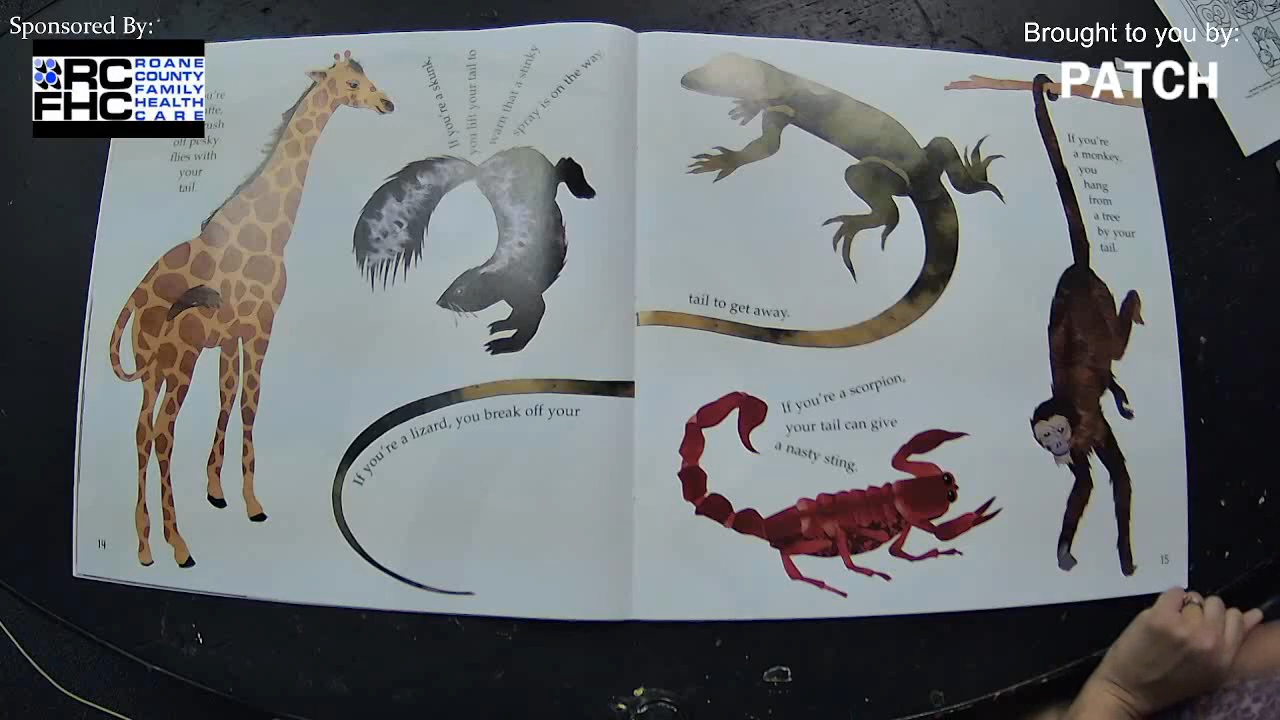 Sponsored By:
RC
FHC
ROANE
COUNTY
FAMILY
HEALTH
CARE
Brought to you by:
PATCH
off pesky
flies with
your
tail.
If you're a skunk,
you lift your tail to
warn that a stinky
spray is on the way.
If you're a lizard, you break off your
tail to get away.
If you're a scorpion,
your tail can give
a nasty sting.
If you're
a monkey,
you
hang
from
a tree
by your
tail.
14
15